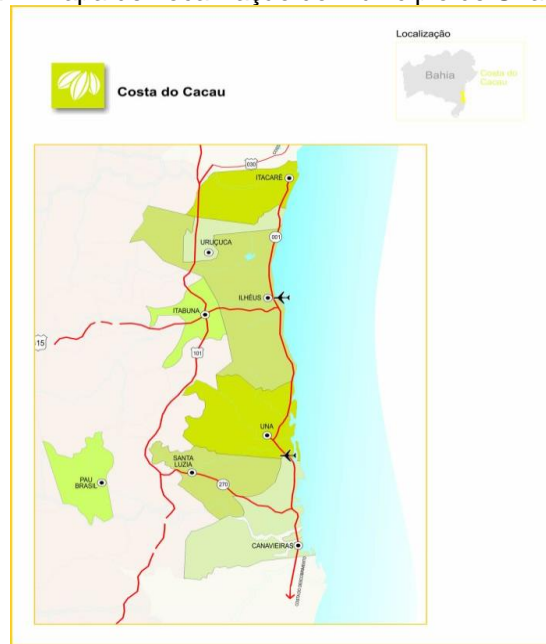 Localização
Bahia
Costa do
Cacau
Costa do Cacau
030
ITACARÉ
001
URUÇUCA
ILHÉUS
ITABUNA
15
101
UNA
SANTA
LUZIA
PAU
BRASIL
270
CANAVIEIRAS